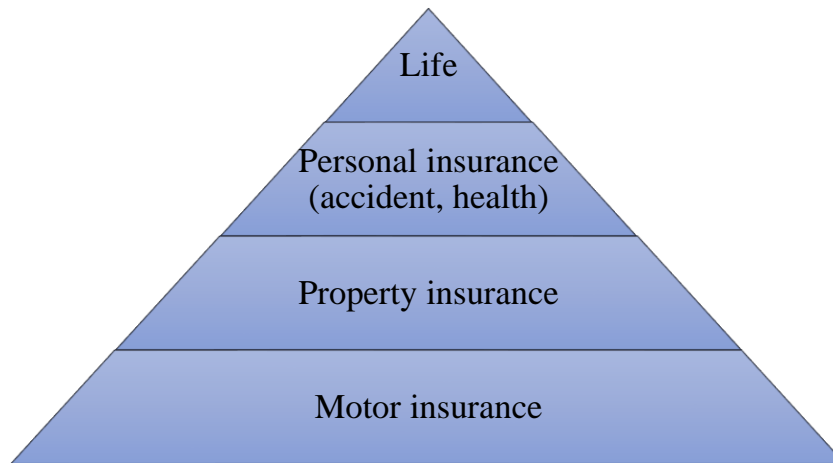 Life
Personal insurance
(accident, health)
Property insurance
Motor insurance